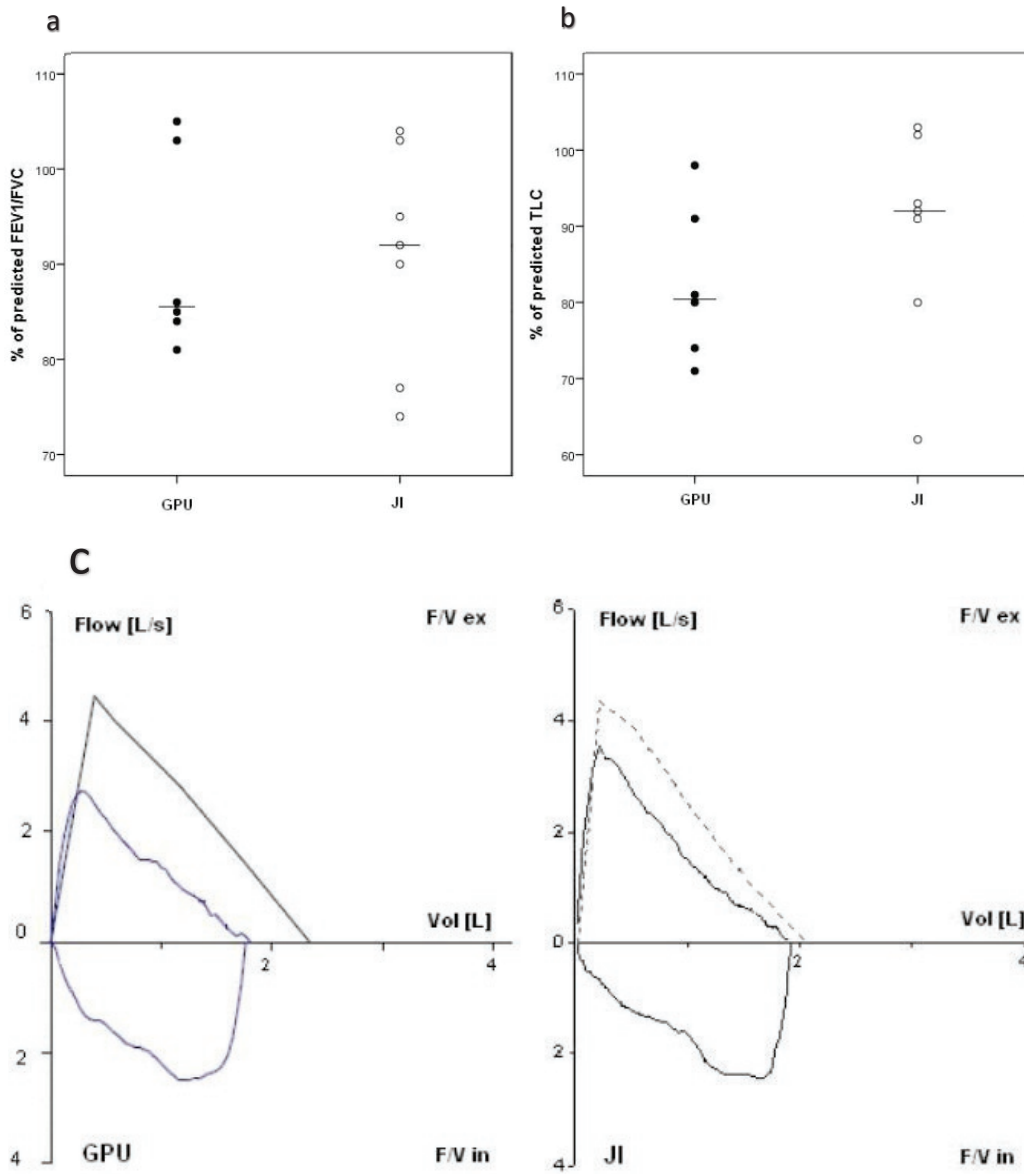 a
% of predicted FEV1/FVC
110
100
90
80
70
GPU JI
b
% of predicted TLC
110
100
90
80
70
60
GPU JI
C
6
Flow [L/s] F/V ex
4
2
0
Vol [L]
2 4
2
4
GPU F/V in
6
Flow [L/s] F/V ex
4
2
0
Vol [L]
2 4
2
4
JI F/V in